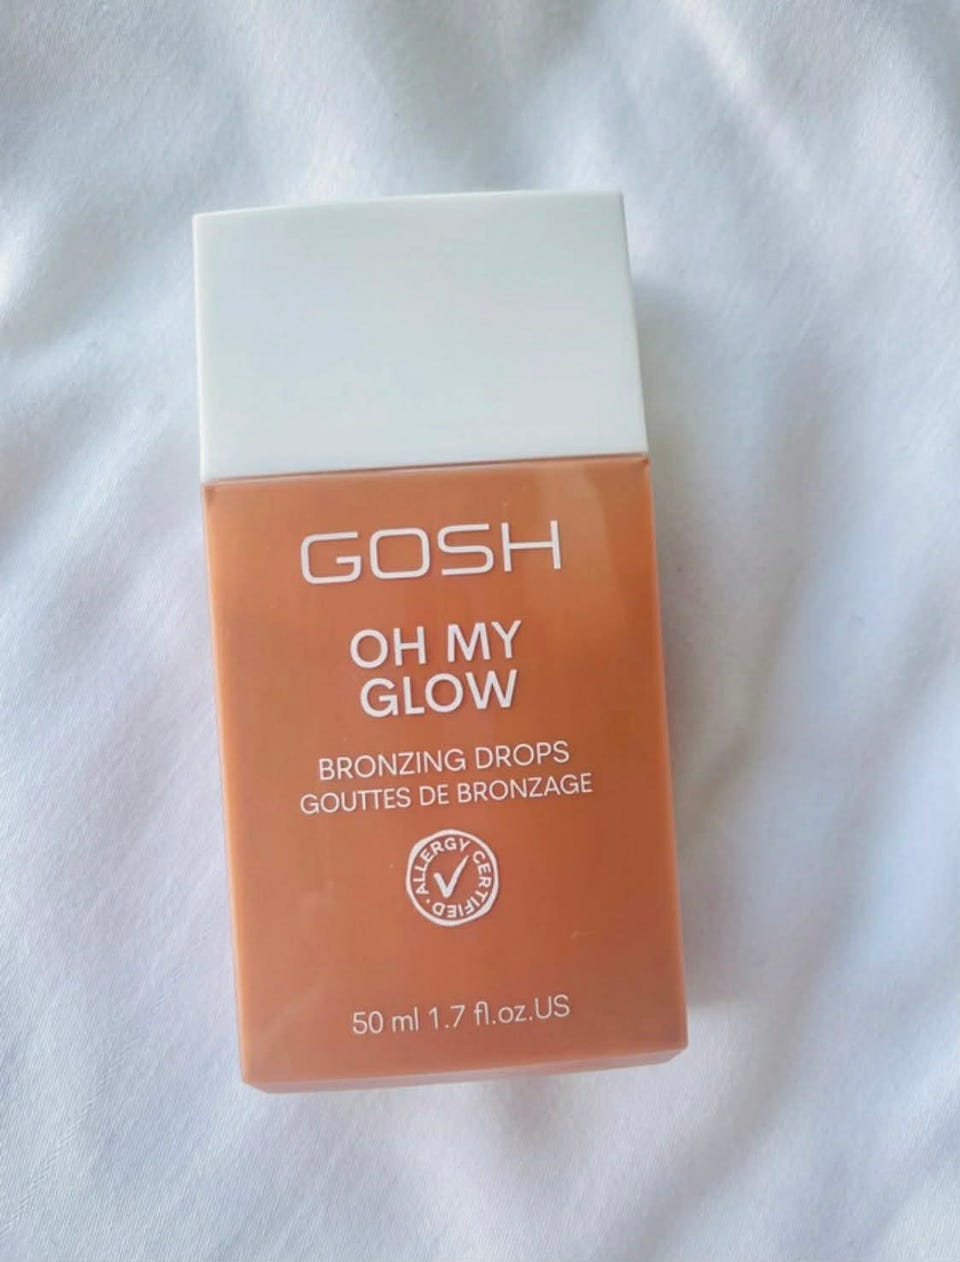 GOSH
OH MY
GLOW
BRONZING DROPS
GOUTTES DE BRONZAGE
ALLERGY CERTIFIED
50 ml 1.7 fl.oz.US